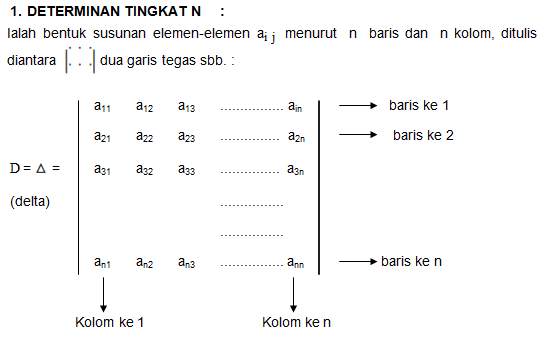 1. DETERMINAN TINGKAT N :
Ialah bentuk susunan elemen-elemen aᵢ ⱼ menurut n baris dan n kolom, ditulis
diantara |⋮ ⋮ ⋮| dua garis tegas sbb. :
a₁₁ a₁₂ a₁₃ .................. aᵢₙ → baris ke 1
a₂₁ a₂₂ a₂₃ .................. a₂ₙ → baris ke 2
D = Δ = a₃₁ a₃₂ a₃₃ .................. a₃ₙ
(delta) ..................
..................
aₙ₁ aₙ₂ aₙ₃ .................. aₙₙ → baris ke n
Kolom ke 1 Kolom ke n